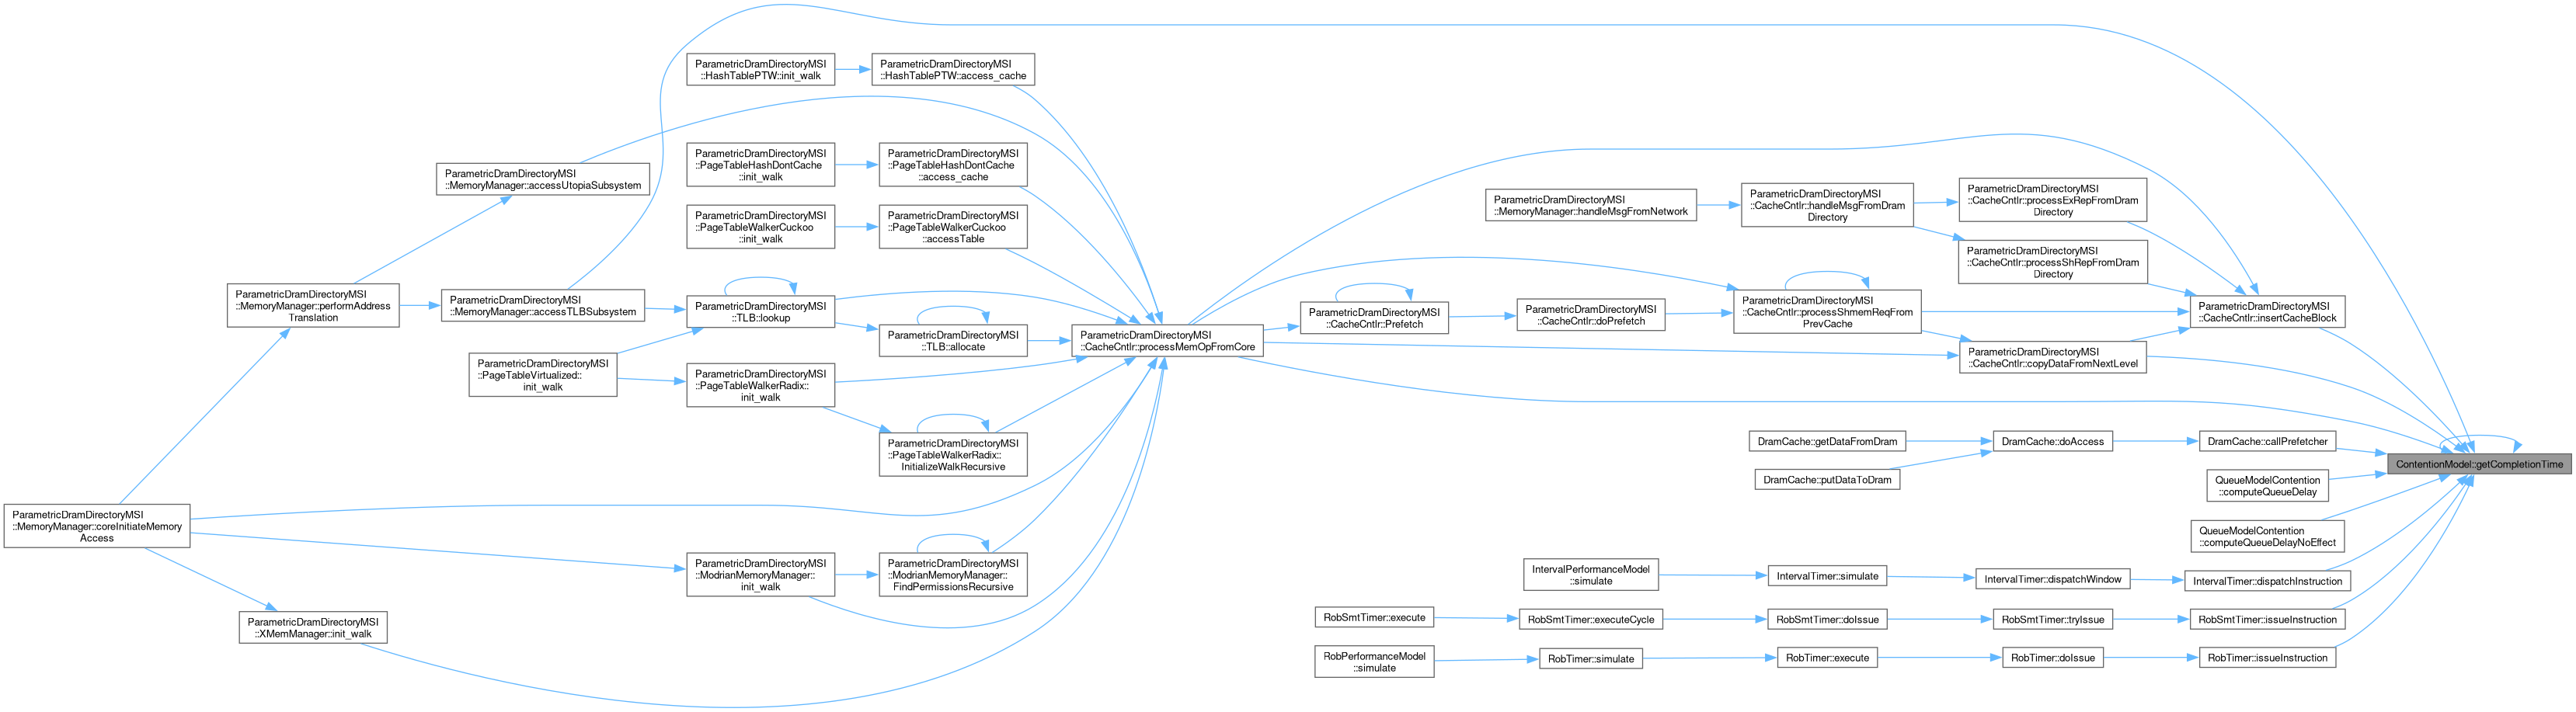 ParametricDramDirectoryMSI
::HashTablePTW::init_walk
ParametricDramDirectoryMSI
::HashTablePTW::access_cache
ParametricDramDirectoryMSI
::MemoryManager::accessUtopiaSubsystem
ParametricDramDirectoryMSI
::PageTableHashDontCache
::init_walk
ParametricDramDirectoryMSI
::PageTableHashDontCache
::access_cache
ParametricDramDirectoryMSI
::PageTableWalkerCuckoo
::init_walk
ParametricDramDirectoryMSI
::PageTableWalkerCuckoo
::accessTable
ParametricDramDirectoryMSI
::MemoryManager::handleMsgFromNetwork
ParametricDramDirectoryMSI
::CacheCntlr::handleMsgFromDram
Directory
ParametricDramDirectoryMSI
::CacheCntlr::processExRepFromDram
Directory
ParametricDramDirectoryMSI
::CacheCntlr::processShRepFromDram
Directory
ParametricDramDirectoryMSI
::MemoryManager::performAddress
Translation
ParametricDramDirectoryMSI
::MemoryManager::accessTLBSubsystem
ParametricDramDirectoryMSI
::TLB::lookup
ParametricDramDirectoryMSI
::TLB::allocate
ParametricDramDirectoryMSI
::CacheCntlr::processMemOpFromCore
ParametricDramDirectoryMSI
::CacheCntlr::Prefetch
ParametricDramDirectoryMSI
::CacheCntlr::doPrefetch
ParametricDramDirectoryMSI
::CacheCntlr::processShmemReqFrom
PrevCache
ParametricDramDirectoryMSI
::CacheCntlr::insertCacheBlock
ParametricDramDirectoryMSI
::CacheCntlr::copyDataFromNextLevel
ParametricDramDirectoryMSI
::PageTableVirtualized::
init_walk
ParametricDramDirectoryMSI
::PageTableWalkerRadix::
init_walk
ParametricDramDirectoryMSI
::PageTableWalkerRadix::
InitializeWalkRecursive
DramCache::getDataFromDram
DramCache::doAccess
DramCache::callPrefetcher
DramCache::putDataToDram
ContentionModel::getCompletionTime
QueueModelContention
::computeQueueDelay
QueueModelContention
::computeQueueDelayNoEffect
ParametricDramDirectoryMSI
::MemoryManager::coreInitiateMemory
Access
ParametricDramDirectoryMSI
::ModrianMemoryManager::
init_walk
ParametricDramDirectoryMSI
::ModrianMemoryManager::
FindPermissionsRecursive
IntervalPerformanceModel
::simulate
IntervalTimer::simulate
IntervalTimer::dispatchWindow
IntervalTimer::dispatchInstruction
ParametricDramDirectoryMSI
::XMemManager::init_walk
RobSmtTimer::execute
RobSmtTimer::executeCycle
RobSmtTimer::doIssue
RobSmtTimer::tryIssue
RobSmtTimer::issueInstruction
RobPerformanceModel
::simulate
RobTimer::simulate
RobTimer::execute
RobTimer::doIssue
RobTimer::issueInstruction